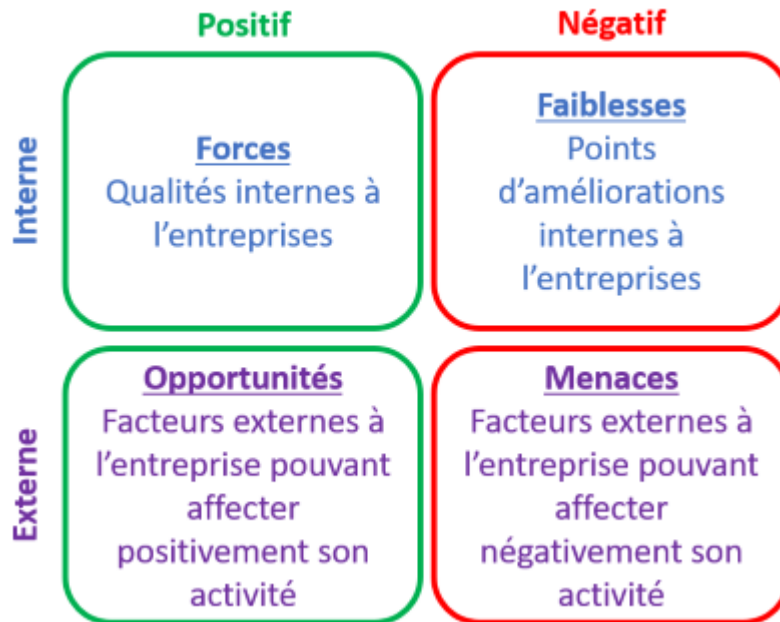 Positif
Négatif
Interne
Forces
Qualités internes à
l'entreprises
Faiblesses
Points
d'améliorations
internes à
l'entreprises
Externe
Opportunités
Facteurs externes à
l'entreprise pouvant
affecter
positivement son
activité
Menaces
Facteurs externes à
l'entreprise pouvant
affecter
négativement son
activité